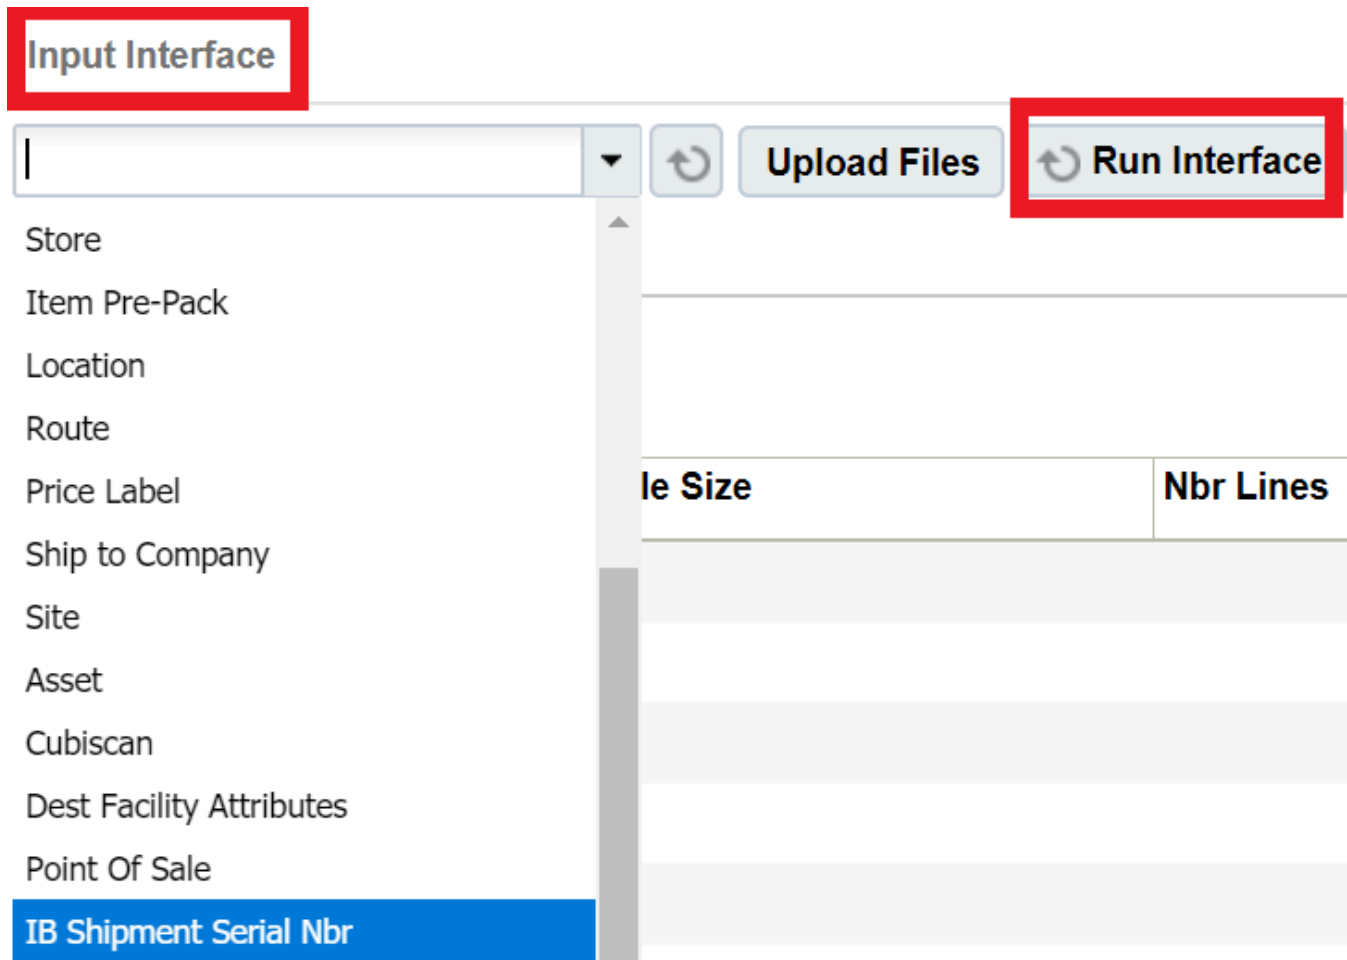 Input Interface
Upload Files
Run Interface
Store
Item Pre-Pack
Location
Route
Price Label
le Size
Nbr Lines
Ship to Company
Site
Asset
Cubiscan
Dest Facility Attributes
Point Of Sale
IB Shipment Serial Nbr